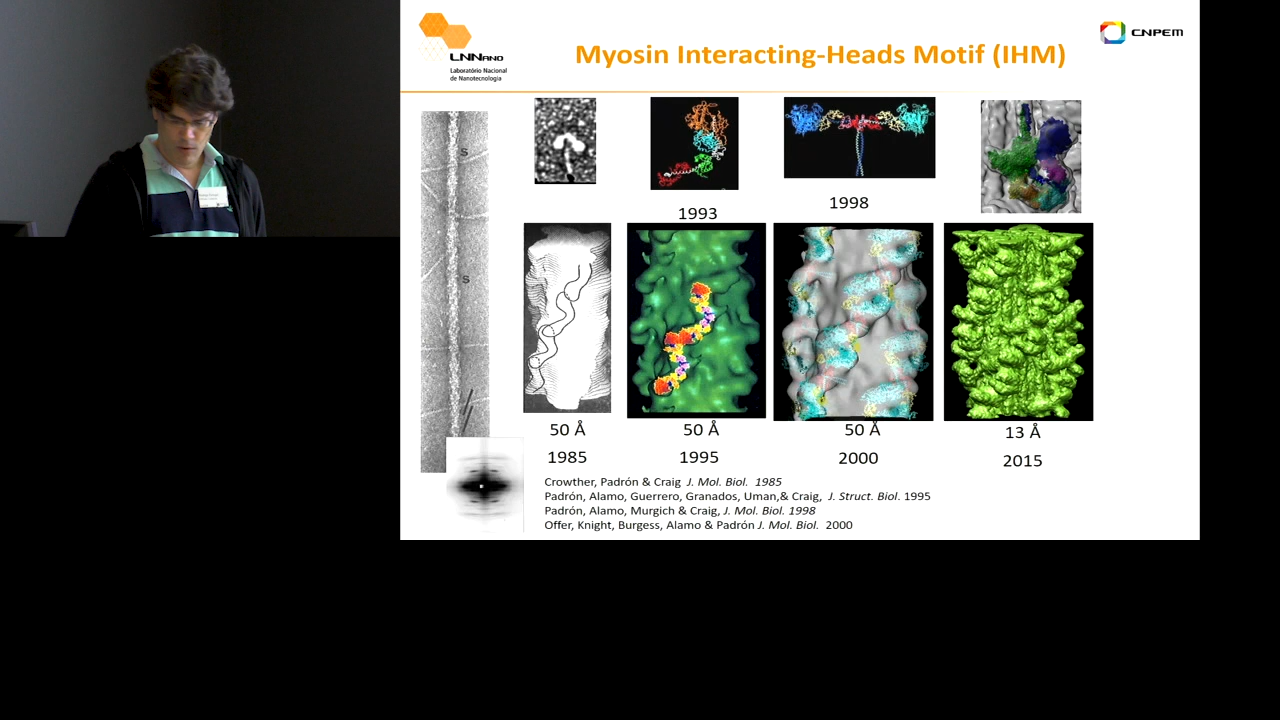 LNNANO
Laboratório Nacional
de Nanotecnologia
Myosin Interacting-Heads Motif (IHM)
CNPEM
S
S
1993
1998
50 Å
50 Å
50 Å
13 Å
1985
1995
2000
2015
Crowther, Padrón & Craig J. Mol. Biol. 1985
Padrón, Alamo, Guerrero, Granados, Uman,& Craig, J. Struct. Biol. 1995
Padrón, Alamo, Murgich & Craig, J. Mol. Biol. 1998
Offer, Knight, Burgess, Alamo & Padrón J. Mol. Biol. 2000